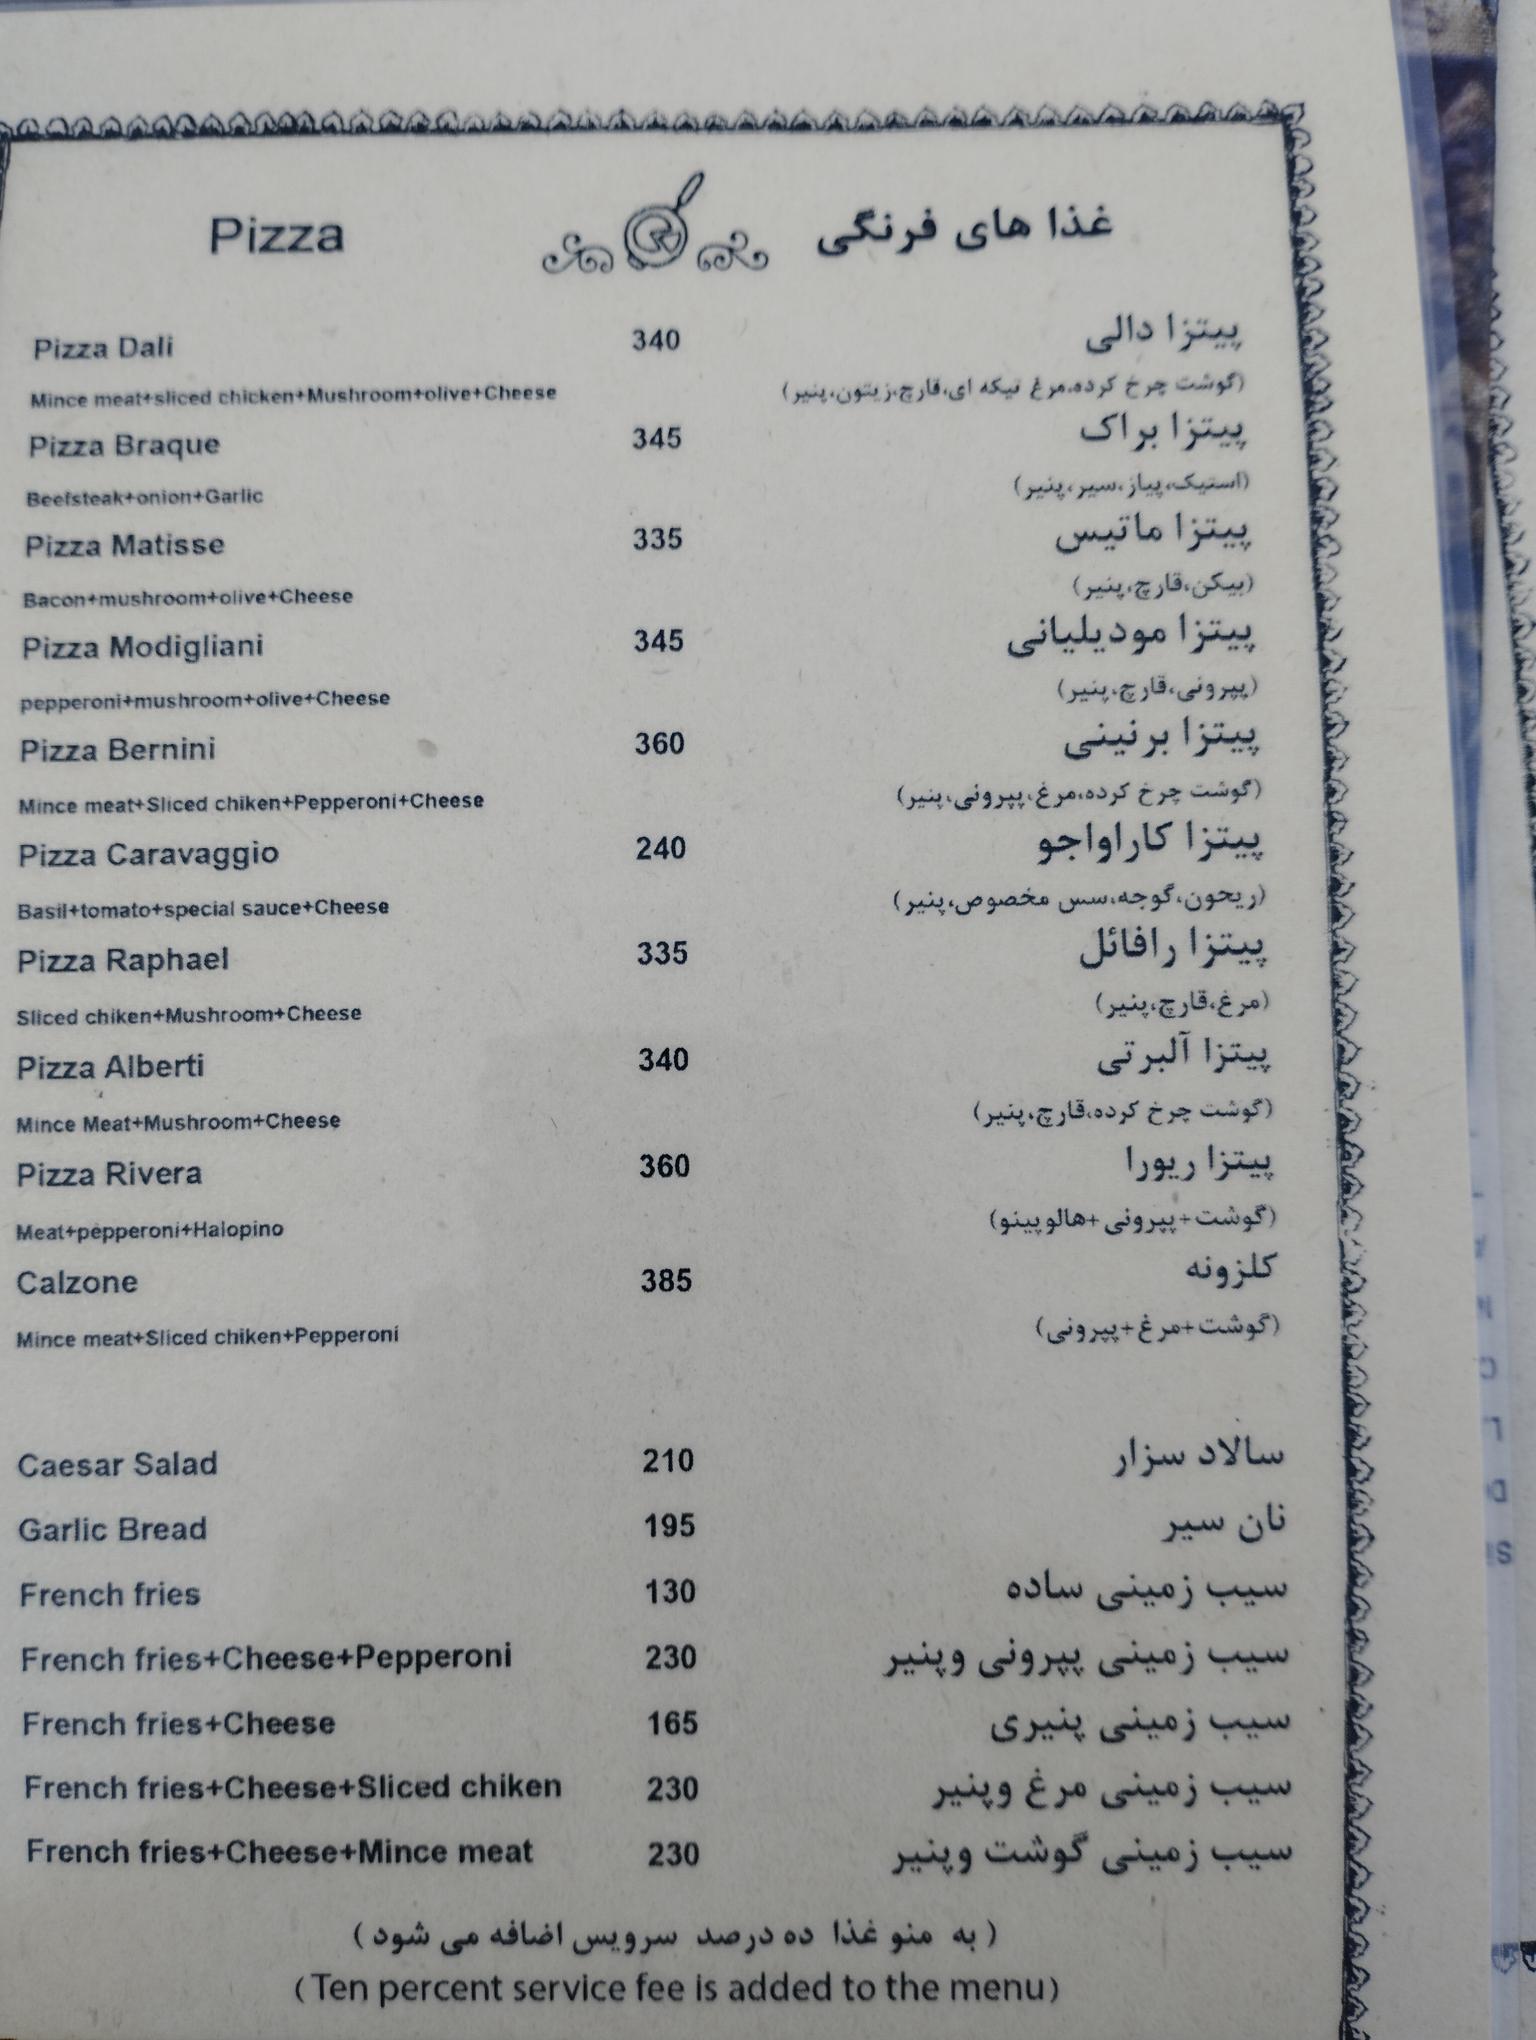 Pizza غذا های فرنگی
Pizza Dali 340 پیتزا دالی
Mince meat+sliced chicken+Mushroom+olive+Cheese (گوشت چرخ کرده،مرغ تیکه ای،قارچ،زیتون،پنیر)
Pizza Braque 345 پیتزا براک
Beefsteak+onion+Garlic (استیک،پیاز،سیر،پنیر)
Pizza Matisse 335 پیتزا ماتیس
Bacon+mushroom+olive+Cheese (بیکن،قارچ،پنیر)
Pizza Modigliani 345 پیتزا مودیلیانی
pepperoni+mushroom+olive+Cheese (پپرونی،قارچ،پنیر)
Pizza Bernini 360 پیتزا برنینی
Mince meat+Sliced chiken+Pepperoni+Cheese (گوشت چرخ کرده،مرغ،پپرونی،پنیر)
Pizza Caravaggio 240 پیتزا کاراواجو
Basil+tomato+special sauce+Cheese (ریحون،گوجه،سس مخصوص،پنیر)
Pizza Raphael 335 پیتزا رافائل
Sliced chiken+Mushroom+Cheese (مرغ،قارچ،پنیر)
Pizza Alberti 340 پیتزا آلبرتی
Mince Meat+Mushroom+Cheese (گوشت چرخ کرده،قارچ،پنیر)
Pizza Rivera 360 پیتزا ریورا
Meat+pepperoni+Halopino (گوشت+پپرونی+هالوپینو)
Calzone 385 کلزونه
Mince meat+Sliced chiken+Pepperoni (گوشت+مرغ+پپرونی)
Caesar Salad 210 سالاد سزار
Garlic Bread 195 نان سیر
French fries 130 سیب زمینی ساده
French fries+Cheese+Pepperoni 230 سیب زمینی پپرونی وپنیر
French fries+Cheese 165 سیب زمینی پنیری
French fries+Cheese+Sliced chiken 230 سیب زمینی مرغ وپنیر
French fries+Cheese+Mince meat 230 سیب زمینی گوشت وپنیر
( به منو غذا ده درصد سرویس اضافه می شود )
(Ten percent service fee is added to the menu)